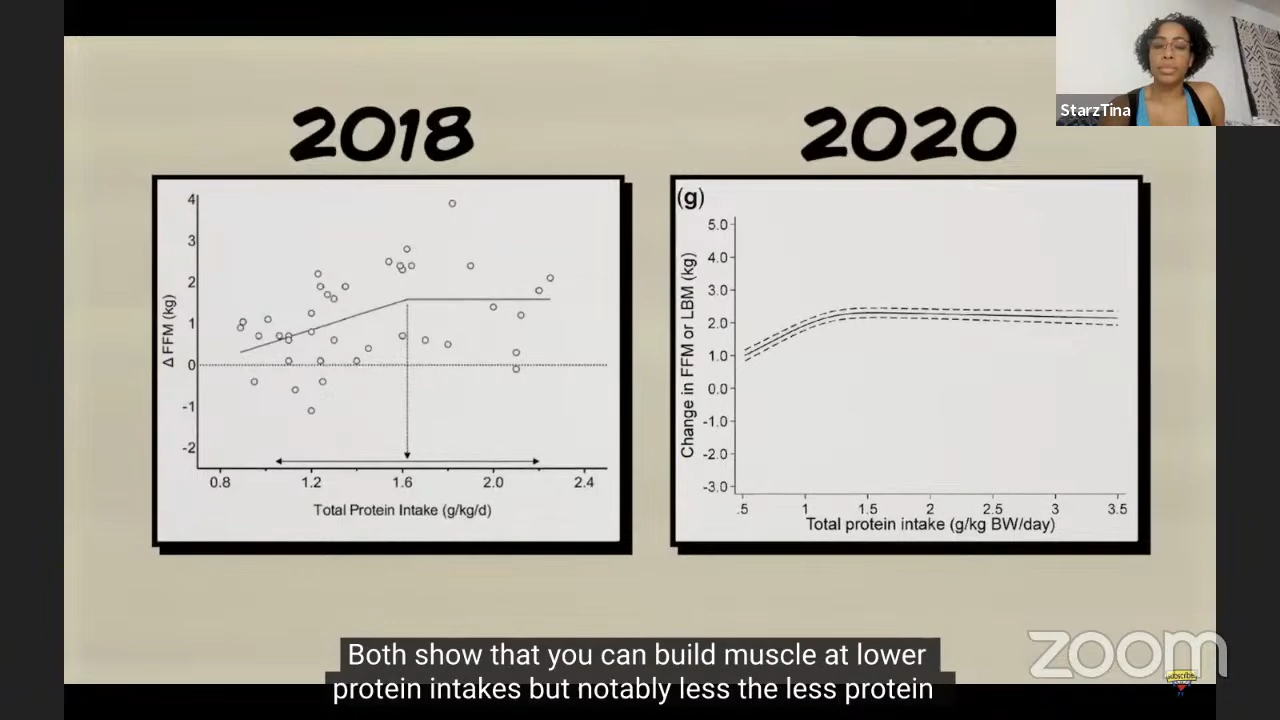 StarzTina
2018
2020
4
3
2
1
0
-1
-2
Δ FFM (kg)
0.8 1.2 1.6 2.0 2.4
Total Protein Intake (g/kg/d)
(g)
5.0
4.0
3.0
2.0
1.0
0.0
-1.0
-2.0
-3.0
Change in FFM or LBM (kg)
.5 1 1.5 2 2.5 3 3.5
Total protein intake (g/kg BW/day)
Both show that you can build muscle at lower
protein intakes but notably less the less protein
zoom
subscribe